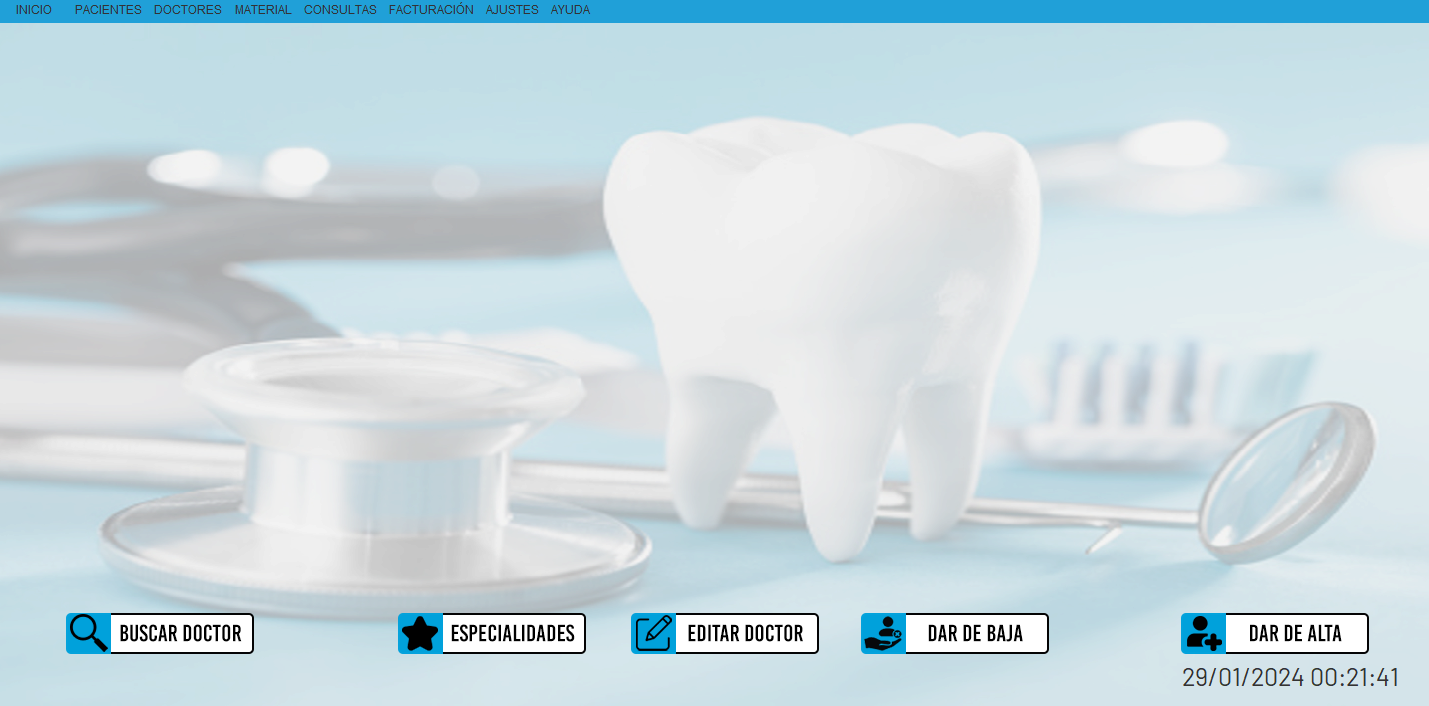 INICIO PACIENTES DOCTORES MATERIAL CONSULTAS FACTURACIÓN AJUSTES AYUDA
BUSCAR DOCTOR ESPECIALIDADES EDITAR DOCTOR DAR DE BAJA DAR DE ALTA
29/01/2024 00:21:41